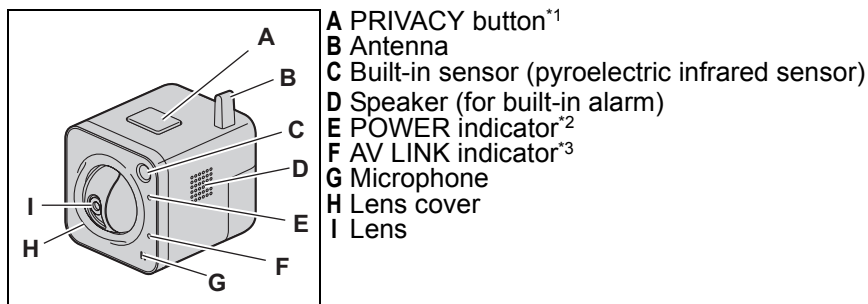 A
B
C
D
E
F
G
H
I
A PRIVACY button*1
B Antenna
C Built-in sensor (pyroelectric infrared sensor)
D Speaker (for built-in alarm)
E POWER indicator*2
F AV LINK indicator*3
G Microphone
H Lens cover
I Lens